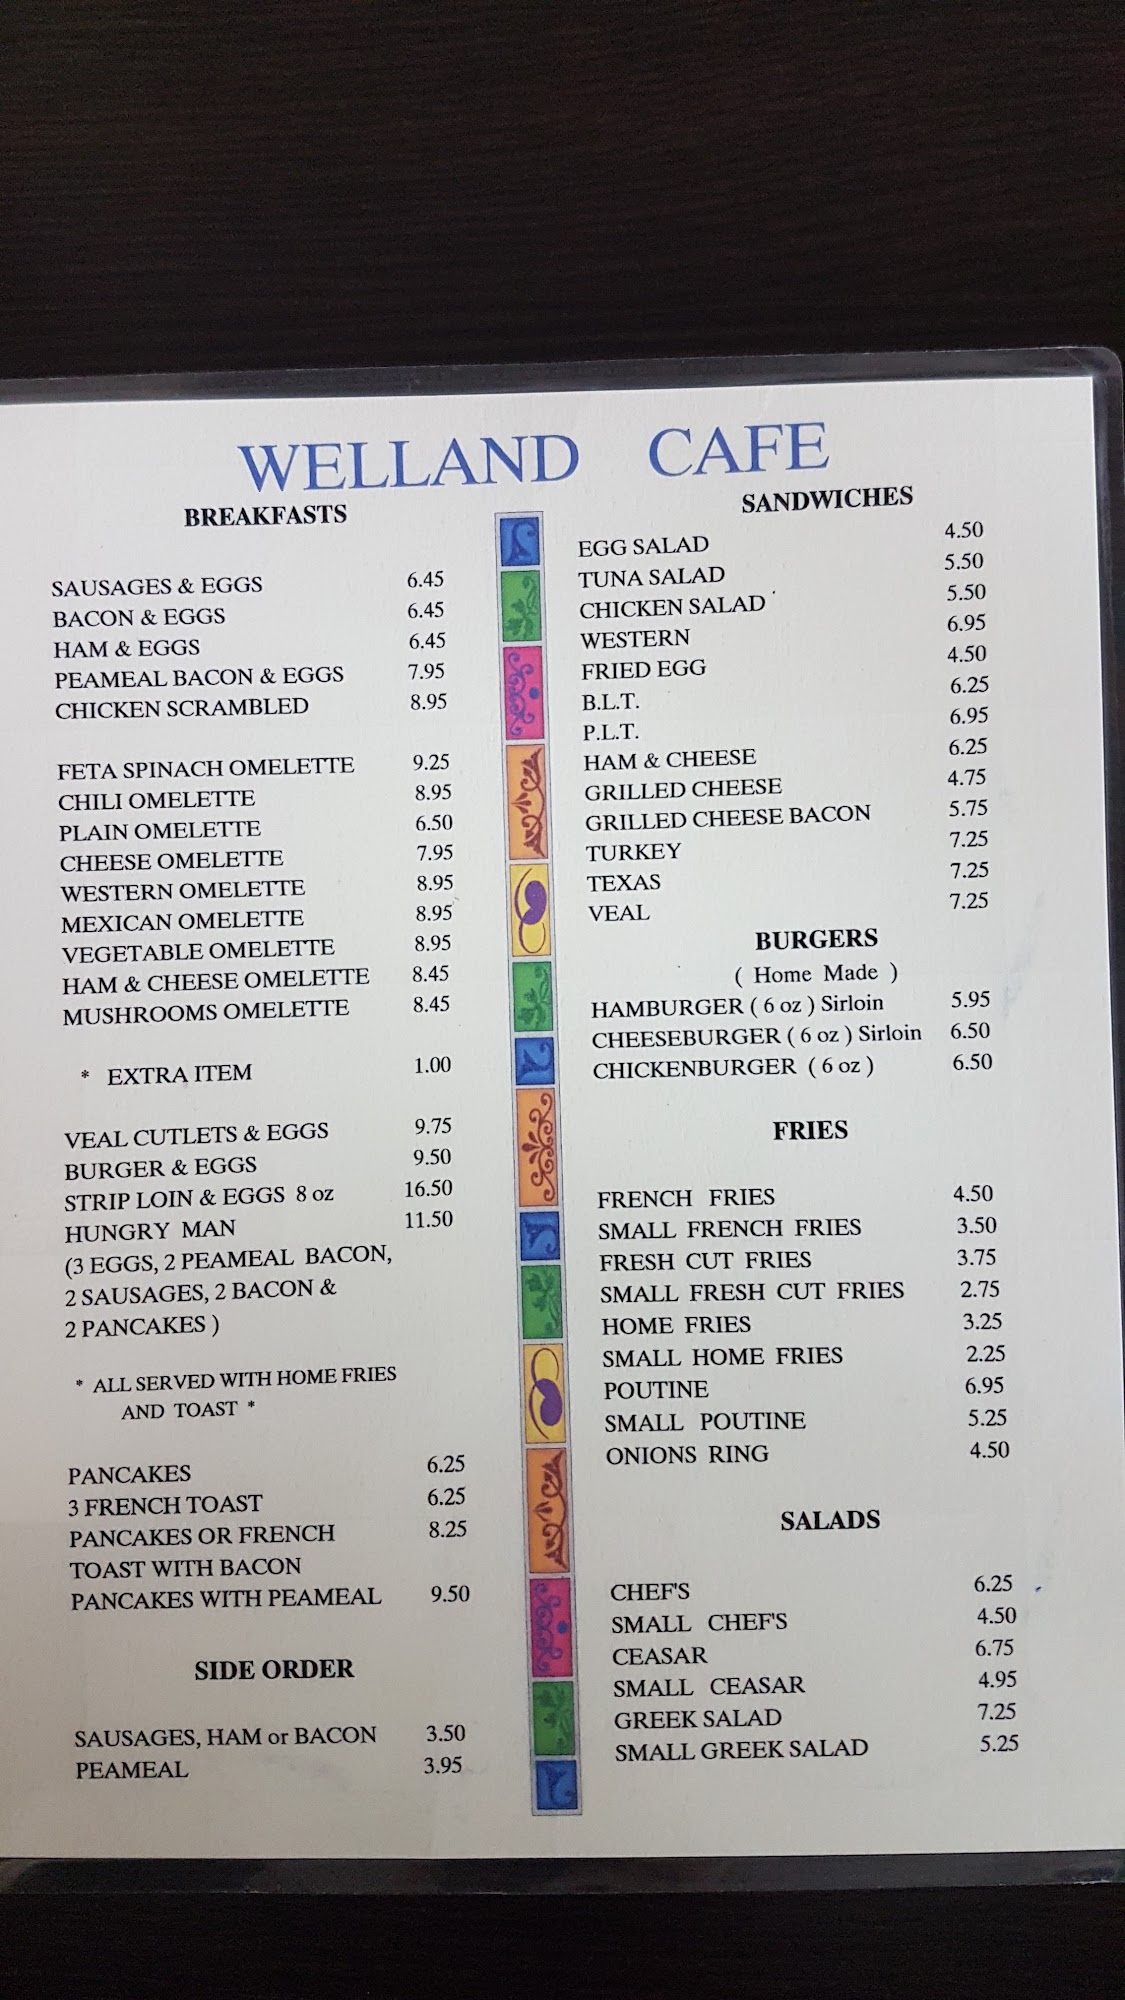 WELLAND CAFE
BREAKFASTS
SAUSAGES & EGGS 6.45
BACON & EGGS 6.45
HAM & EGGS 6.45
PEAMEAL BACON & EGGS 7.95
CHICKEN SCRAMBLED 8.95
FETA SPINACH OMELETTE 9.25
CHILI OMELETTE 8.95
PLAIN OMELETTE 6.50
CHEESE OMELETTE 7.95
WESTERN OMELETTE 8.95
MEXICAN OMELETTE 8.95
VEGETABLE OMELETTE 8.95
HAM & CHEESE OMELETTE 8.45
MUSHROOMS OMELETTE 8.45
* EXTRA ITEM 1.00
VEAL CUTLETS & EGGS 9.75
BURGER & EGGS 9.50
STRIP LOIN & EGGS 8 oz 16.50
HUNGRY MAN 11.50
(3 EGGS, 2 PEAMEAL BACON,
2 SAUSAGES, 2 BACON &
2 PANCAKES )
* ALL SERVED WITH HOME FRIES
AND TOAST *
PANCAKES 6.25
3 FRENCH TOAST 6.25
PANCAKES OR FRENCH 8.25
TOAST WITH BACON
PANCAKES WITH PEAMEAL 9.50
SIDE ORDER
SAUSAGES, HAM or BACON 3.50
PEAMEAL 3.95
SANDWICHES
EGG SALAD 4.50
TUNA SALAD 5.50
CHICKEN SALAD 5.50
WESTERN 6.95
FRIED EGG 4.50
B.L.T. 6.25
P.L.T. 6.95
HAM & CHEESE 6.25
GRILLED CHEESE 4.75
GRILLED CHEESE BACON 5.75
TURKEY 7.25
TEXAS 7.25
VEAL 7.25
BURGERS
( Home Made )
HAMBURGER ( 6 oz ) Sirloin 5.95
CHEESEBURGER ( 6 oz ) Sirloin 6.50
CHICKENBURGER ( 6 oz ) 6.50
FRIES
FRENCH FRIES 4.50
SMALL FRENCH FRIES 3.50
FRESH CUT FRIES 3.75
SMALL FRESH CUT FRIES 2.75
HOME FRIES 3.25
SMALL HOME FRIES 2.25
POUTINE 6.95
SMALL POUTINE 5.25
ONIONS RING 4.50
SALADS
CHEF'S 6.25
SMALL CHEF'S 4.50
CEASAR 6.75
SMALL CEASAR 4.95
GREEK SALAD 7.25
SMALL GREEK SALAD 5.25